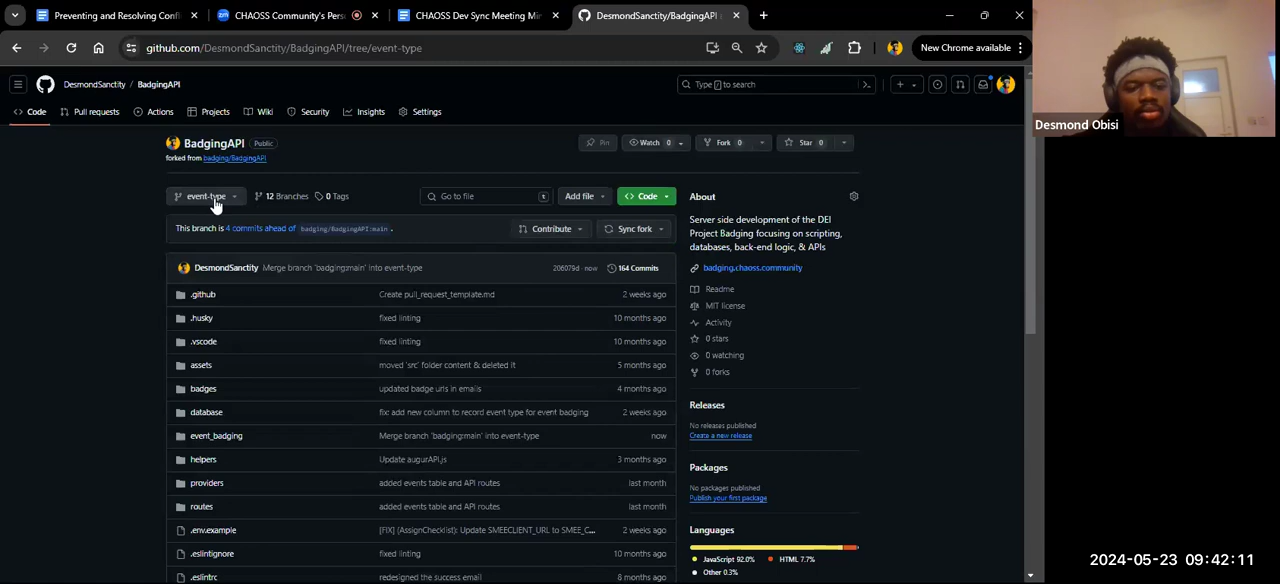 Preventing and Resolving Confl
CHAOSS Community's Pers
CHAOSS Dev Sync Meeting Min
DesmondSanctity/BadgingAPI
github.com/DesmondSanctity/BadgingAPI/tree/event-type
New Chrome available
DesmondSanctity / BadgingAPI
Type / to search
Code Pull requests Actions Projects Wiki Security Insights Settings
BadgingAPI Public
forked from badging/BadgingAPI
Pin Watch 0 Fork 0 Star 0
event-type 12 Branches 0 Tags Go to file t Add file Code
This branch is 4 commits ahead of badging/BadgingAPI:main .
Contribute Sync fork
DesmondSanctity Merge branch 'badging:main' into event-type 206079d · now 164 Commits
.github Create pull_request_template.md 2 weeks ago
.husky fixed linting 10 months ago
.vscode fixed linting 10 months ago
assets moved 'src' folder content & deleted it 5 months ago
badges updated badge urls in emails 4 months ago
database fix: add new column to record event type for event badging 2 weeks ago
event_badging Merge branch 'badging:main' into event-type now
helpers Update augurAPI.js 3 months ago
providers added events table and API routes last month
routes added events table and API routes last month
.env.example [FIX] (AssignChecklist): Update SMEECLIENT_URL to SMEE_C... 2 weeks ago
.eslintignore fixed linting 10 months ago
.eslintrc redesigned the success email 8 months ago
About
Server side development of the DEI
Project Badging focusing on scripting,
databases, back-end logic, & APIs
badging.chaoss.community
Readme
MIT license
Activity
0 stars
0 watching
0 forks
Releases
No releases published
Create a new release
Packages
No packages published
Publish your first package
Languages
JavaScript 92.0% HTML 7.7%
Other 0.3%
Desmond Obisi
2024-05-23 09:42:11